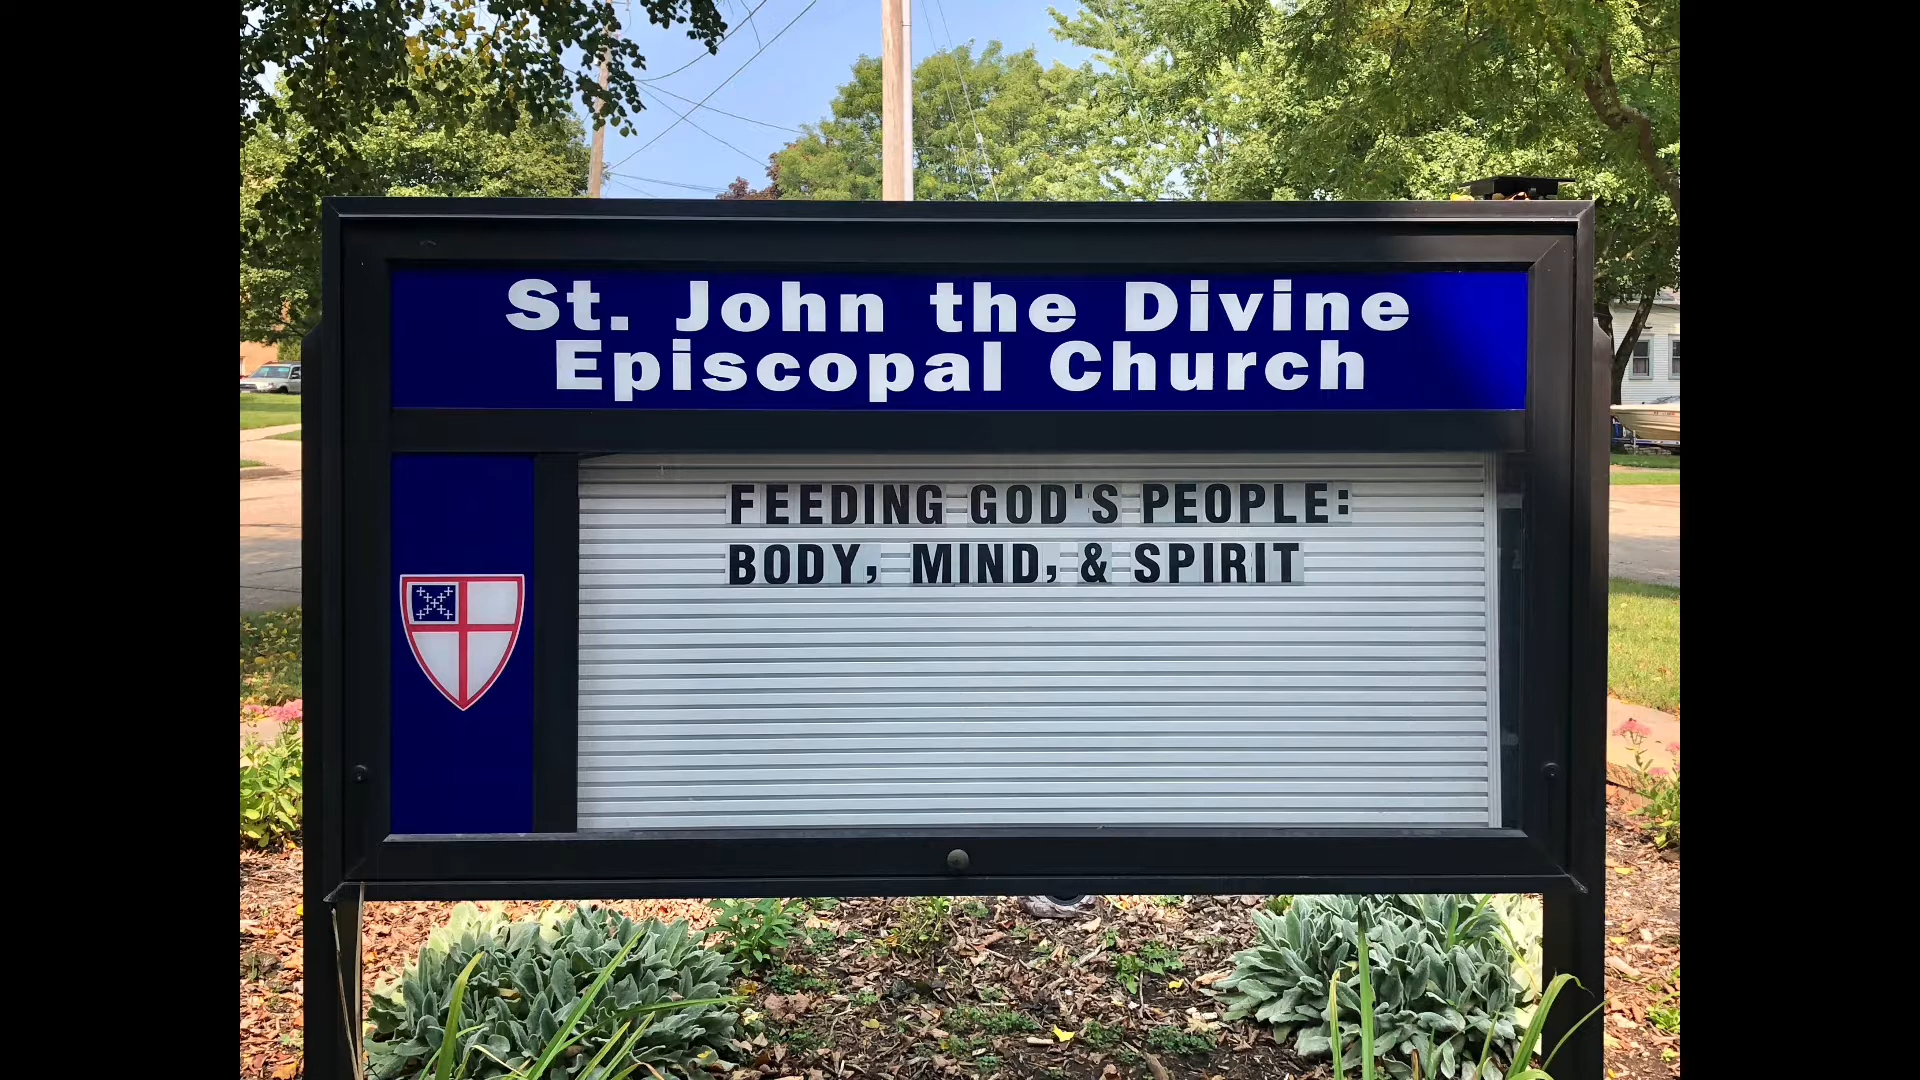 St. John the Divine
Episcopal Church
FEEDING GOD'S PEOPLE:
BODY, MIND, & SPIRIT